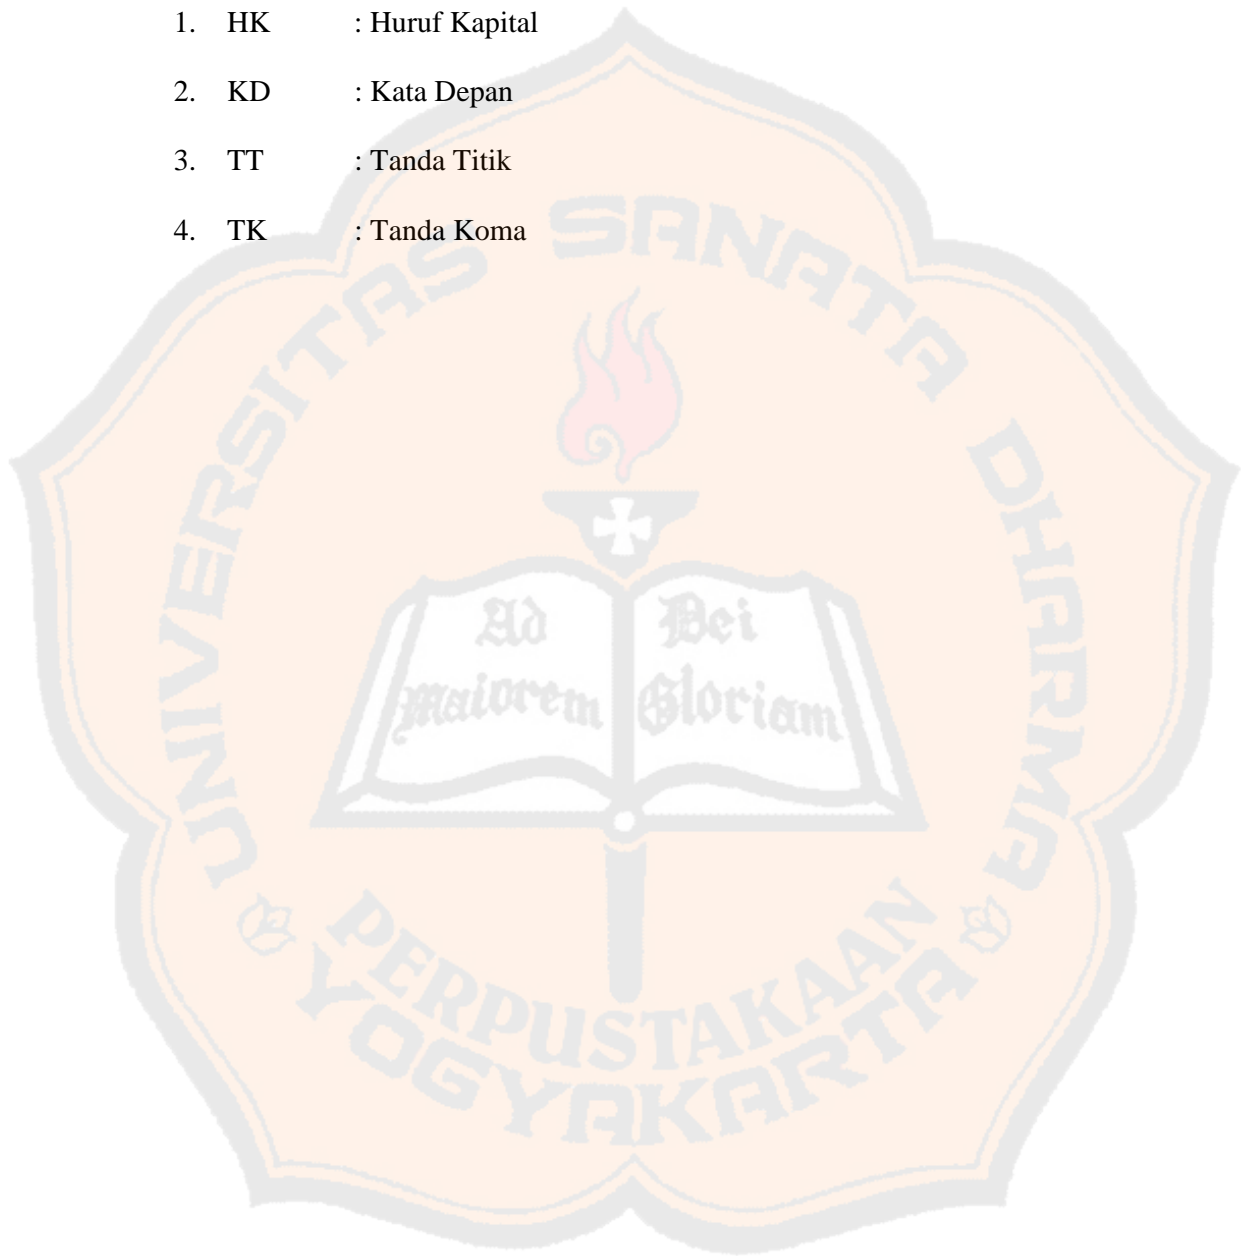 1. HK : Huruf Kapital
2. KD : Kata Depan
3. TT : Tanda Titik
4. TK : Tanda Koma
UNIVERSITAS SANATA DHARMA
Ad Dei
maiorem Gloriam
PERPUSTAKAAN
YOGYAKARTA